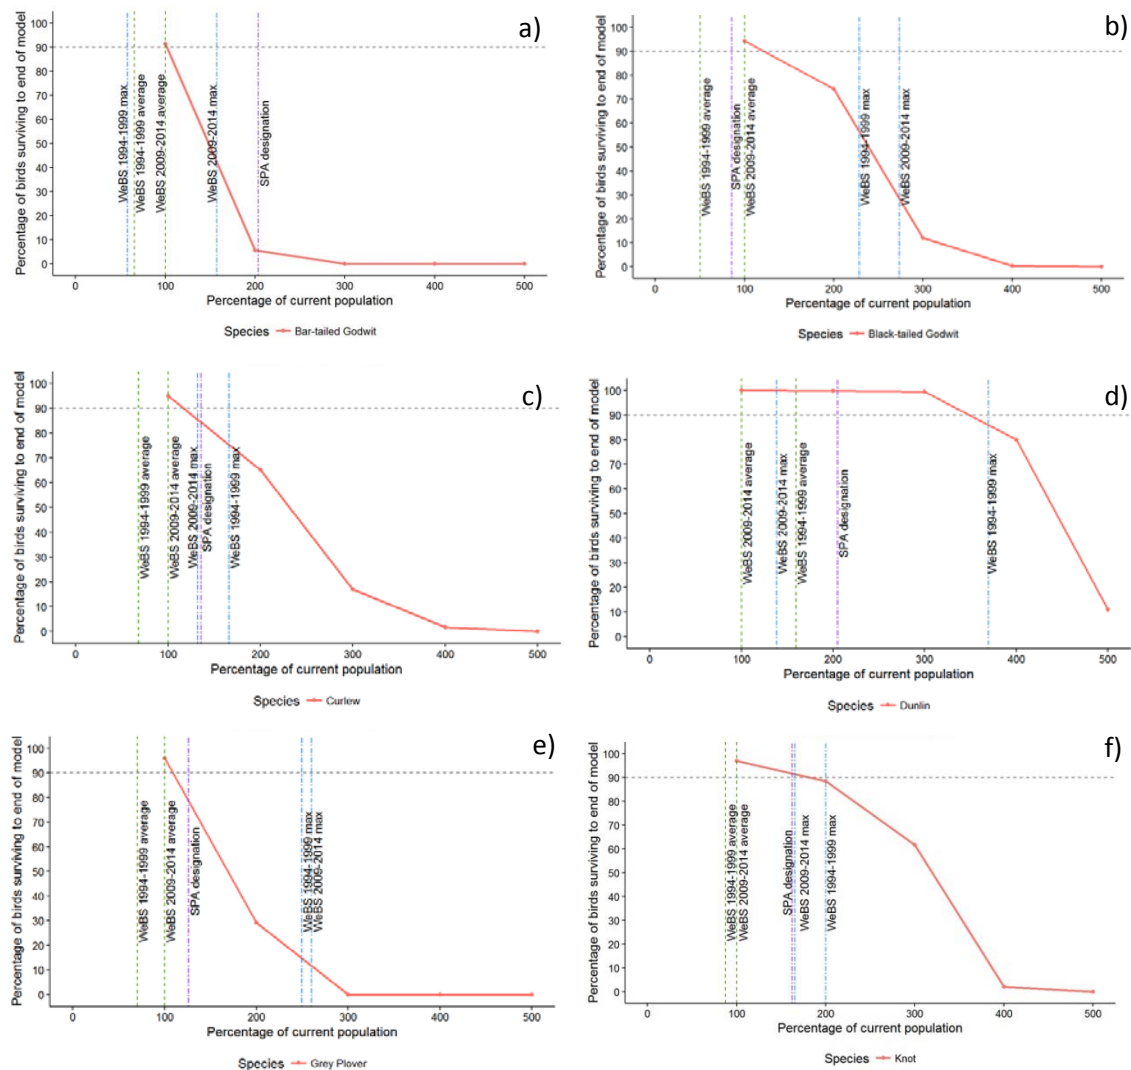 a)
Percentage of birds surviving to end of model
100
90
80
70
60
50
40
30
20
10
0
WeBS 1994-1999 max
WeBS 1994-1999 average
WeBS 2009-2014 average
WeBS 2009-2014 max
SPA designation
0 100 200 300 400 500
Percentage of current population
Species Bar-tailed Godwit
b)
Percentage of birds surviving to end of model
100
90
80
70
60
50
40
30
20
10
0
WeBS 1994-1999 average
SPA designation
WeBS 2009-2014 average
WeBS 1994-1999 max
WeBS 2009-2014 max
0 100 200 300 400 500
Percentage of current population
Species Black-tailed Godwit
c)
Percentage of birds surviving to end of model
100
90
80
70
60
50
40
30
20
10
0
WeBS 1994-1999 average
WeBS 2009-2014 average
WeBS 2009-2014 max
SPA designation
WeBS 1994-1999 max
0 100 200 300 400 500
Percentage of current population
Species Curlew
d)
Percentage of birds surviving to end of model
100
90
80
70
60
50
40
30
20
10
0
WeBS 2009-2014 average
WeBS 2009-2014 max
WeBS 1994-1999 average
SPA designation
WeBS 1994-1999 max
0 100 200 300 400 500
Percentage of current population
Species Dunlin
e)
Percentage of birds surviving to end of model
100
90
80
70
60
50
40
30
20
10
0
WeBS 1994-1999 average
WeBS 2009-2014 average
SPA designation
WeBS 1994-1999 max
WeBS 2009-2014 max
0 100 200 300 400 500
Percentage of current population
Species Grey Plover
f)
Percentage of birds surviving to end of model
100
90
80
70
60
50
40
30
20
10
0
WeBS 1994-1999 average
WeBS 2009-2014 average
SPA designation
WeBS 2009-2014 max
WeBS 1994-1999 max
0 100 200 300 400 500
Percentage of current population
Species Knot